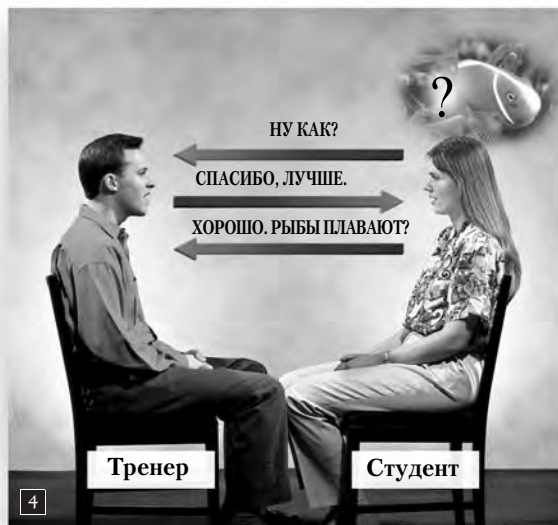 ?
НУ КАК?
СПАСИБО, ЛУЧШЕ.
ХОРОШО. РЫБЫ ПЛАВАЮТ?
Тренер
Студент
4